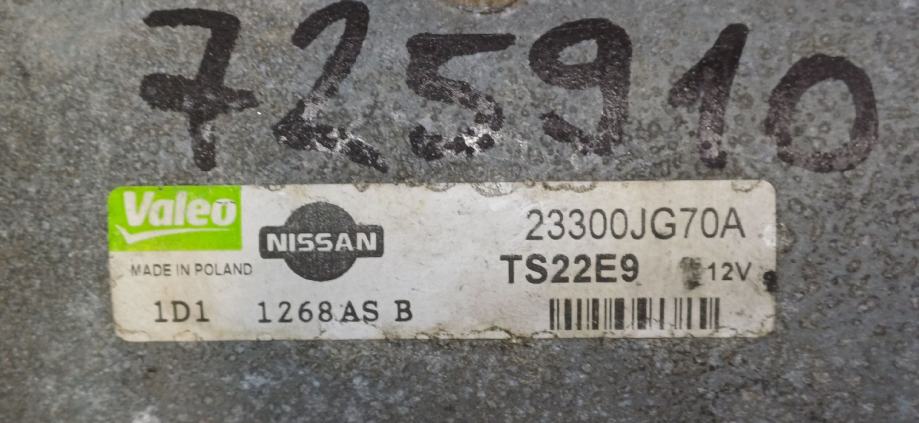 725910
Valeo
NISSAN
23300JG70A
MADE IN POLAND
TS22E9
12V
1D1 1268AS B